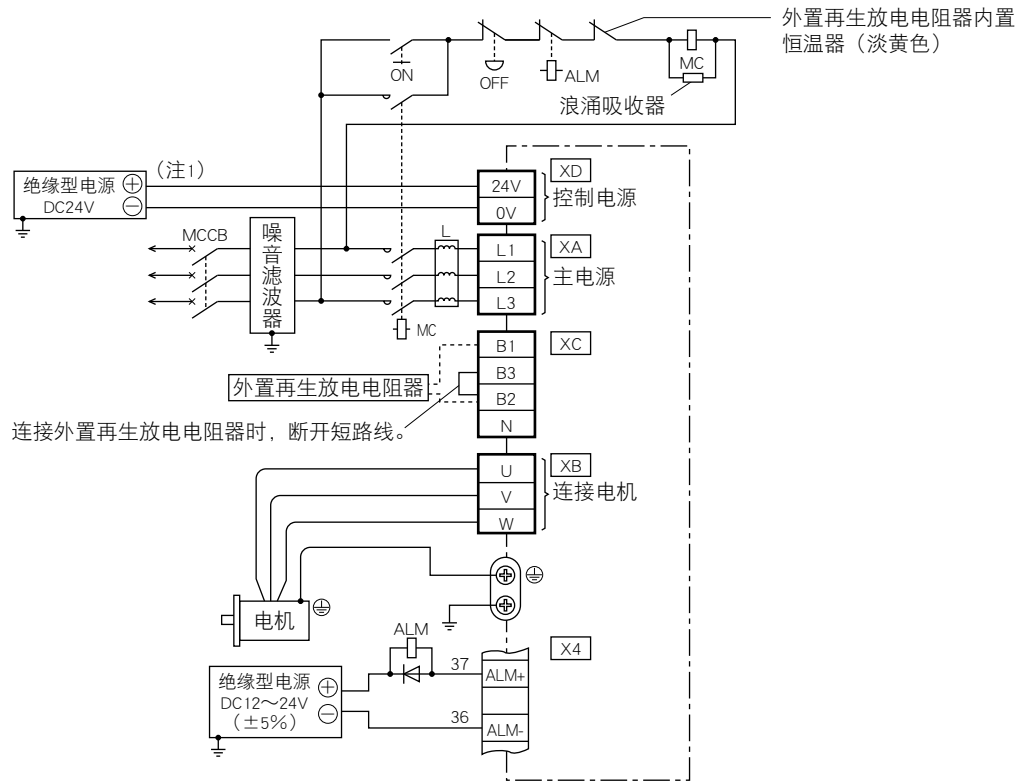 外置再生放电电阻器内置
恒温器（淡黄色）
ON
OFF
ALM
MC
浪涌吸收器
（注1）
绝缘型电源 ⊕
DC24V ⊖
24V
0V
XD
控制电源
MCCB
噪音滤波器
L
L1
L2
L3
XA
主电源
MC
B1
B3
B2
N
XC
外置再生放电电阻器
连接外置再生放电电阻器时，断开短路线。
U
V
W
XB
连接电机
电机
ALM
绝缘型电源 ⊕
DC12～24V ⊖
（±5%）
37
36
ALM+
ALM-
X4